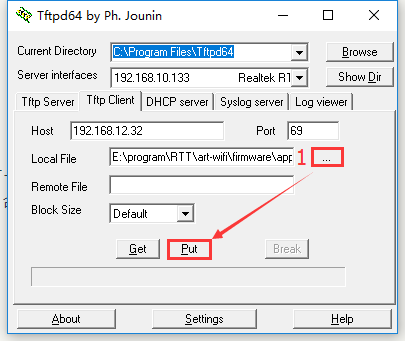 Tftpd64 by Ph. Jounin
Current Directory C:\Program Files\Tftpd64 Browse
Server interfaces 192.168.10.133 Realtek RT Show Dir
Tftp Server Tftp Client DHCP server Syslog server Log viewer
Host 192.168.12.32 Port 69
Local File E:\program\RTT\art-wifi\firmware\app 1 ...
Remote File
Block Size Default
Get Put Break
About Settings Help